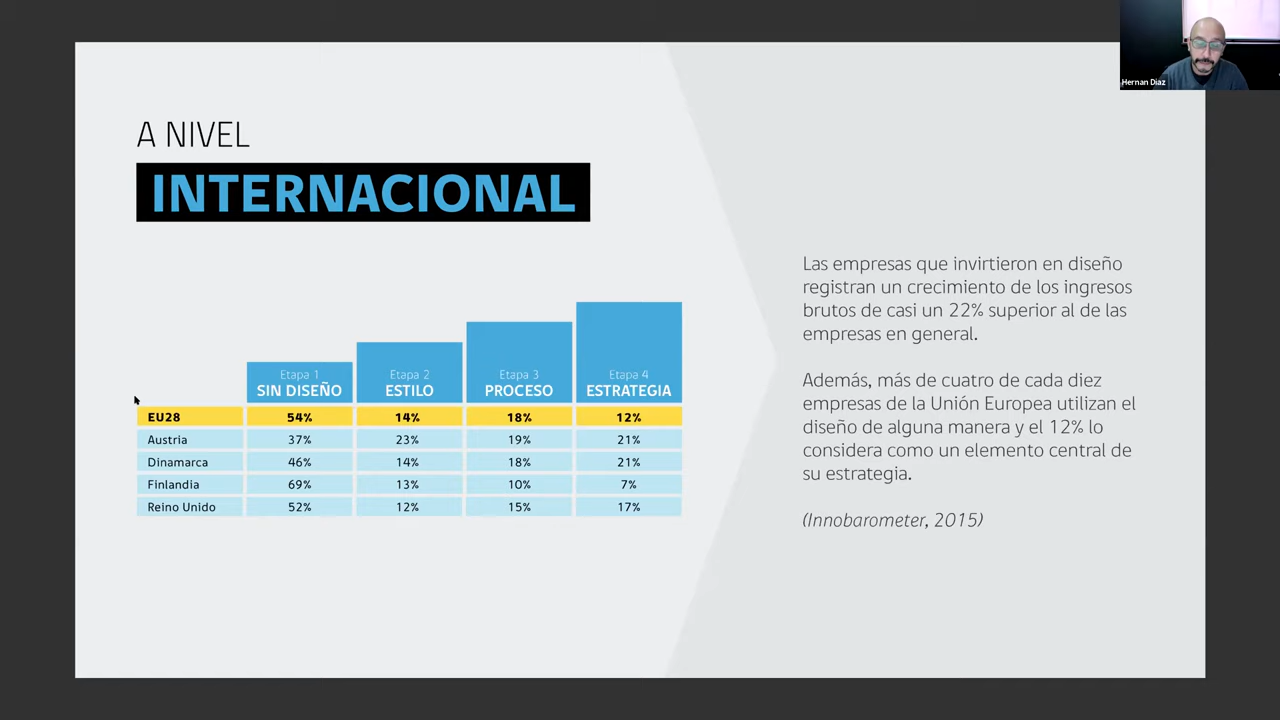 Hernan Diaz
A NIVEL
INTERNACIONAL
Etapa 1 Etapa 2 Etapa 3 Etapa 4
SIN DISEÑO ESTILO PROCESO ESTRATEGIA
EU28 54% 14% 18% 12%
Austria 37% 23% 19% 21%
Dinamarca 46% 14% 18% 21%
Finlandia 69% 13% 10% 7%
Reino Unido 52% 12% 15% 17%
Las empresas que invirtieron en diseño
registran un crecimiento de los ingresos
brutos de casi un 22% superior al de las
empresas en general.
Además, más de cuatro de cada diez
empresas de la Unión Europea utilizan el
diseño de alguna manera y el 12% lo
considera como un elemento central de
su estrategia.
(Innobarometer, 2015)